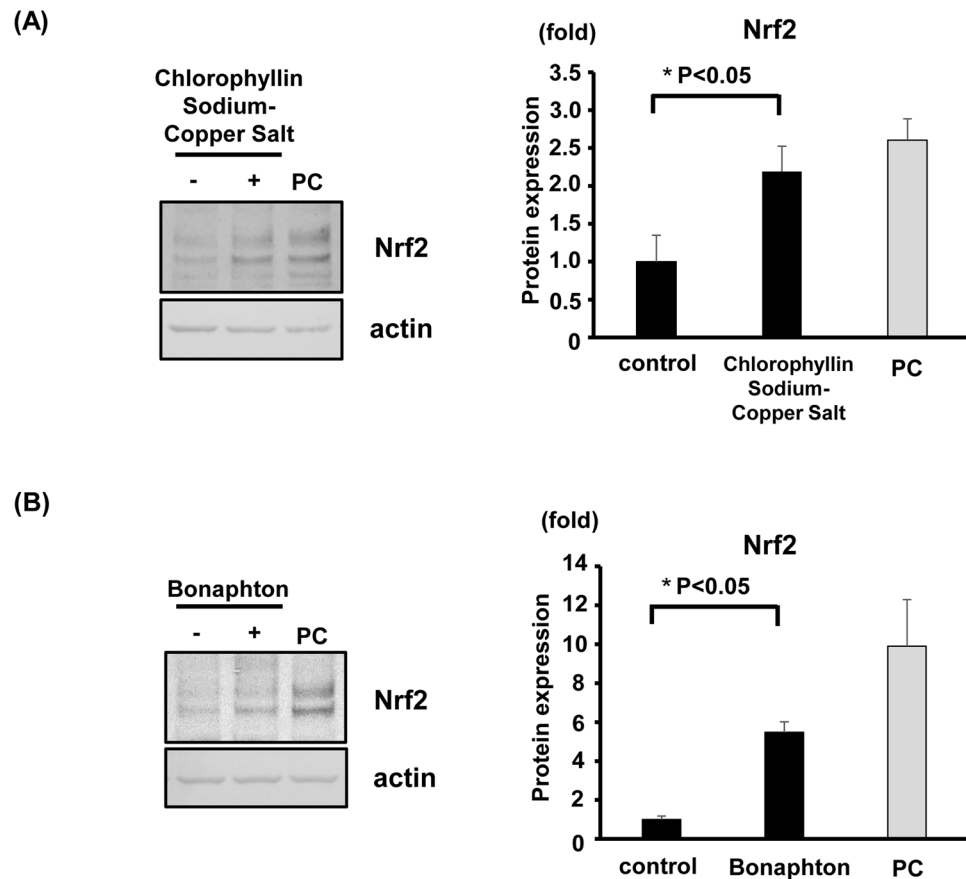 (A)
Chlorophyllin
Sodium-
Copper Salt
- + PC
Nrf2
actin
(fold)
Nrf2
* P<0.05
Protein expression
3.5
3.0
2.5
2.0
1.5
1.0
0.5
0
control
Chlorophyllin
Sodium-
Copper Salt
PC
(B)
Bonaphton
- + PC
Nrf2
actin
(fold)
Nrf2
* P<0.05
Protein expression
14
12
10
8
6
4
2
0
control
Bonaphton
PC